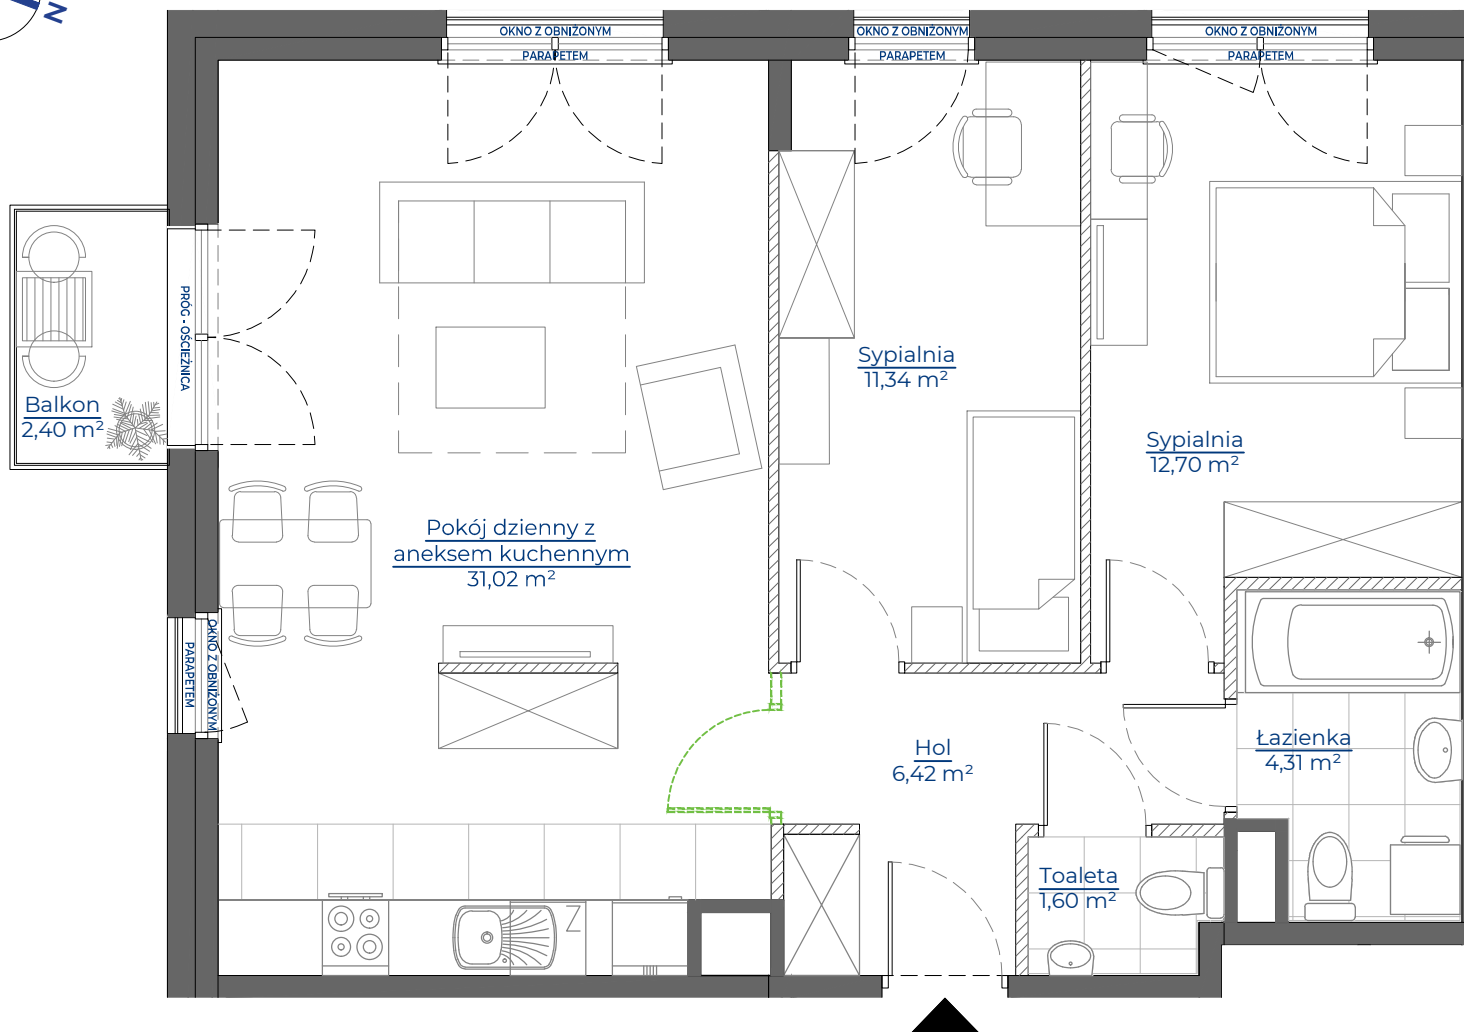 N
OKNO Z OBNIŻONYM
PARAPETEM
OKNO Z OBNIŻONYM
PARAPETEM
OKNO Z OBNIŻONYM
PARAPETEM
PRÓG - OŚCIEŻNICA
Balkon
2,40 m²
Sypialnia
11,34 m²
Sypialnia
12,70 m²
Pokój dzienny z
aneksem kuchennym
31,02 m²
OKNO Z OBNIŻONYM
PARAPETEM
Hol
6,42 m²
Łazienka
4,31 m²
Toaleta
1,60 m²
Z